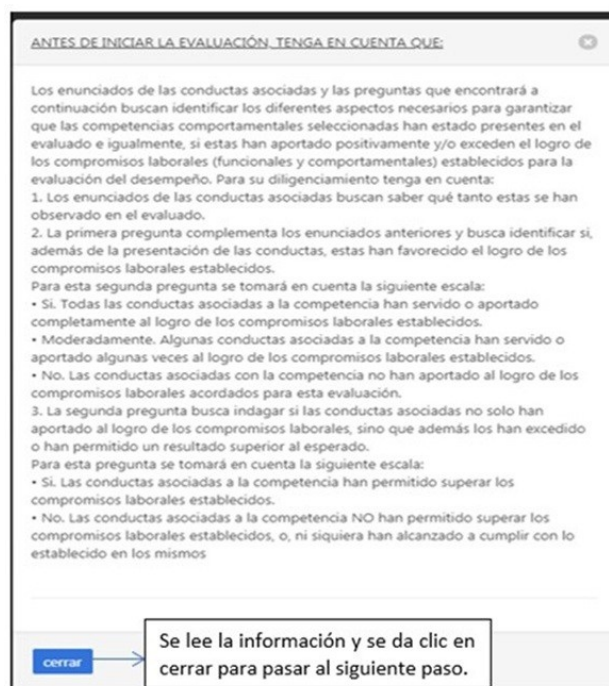 ANTES DE INICIAR LA EVALUACIÓN, TENGA EN CUENTA QUE:
Los enunciados de las conductas asociadas y las preguntas que encontrará a
continuación buscan identificar los diferentes aspectos necesarios para garantizar
que las competencias comportamentales seleccionadas han estado presentes en el
evaluado e igualmente, si estas han aportado positivamente y/o exceden el logro de
los compromisos laborales (funcionales y comportamentales) establecidos para la
evaluación del desempeño. Para su diligenciamiento tenga en cuenta:
1. Los enunciados de las conductas asociadas buscan saber qué tanto estas se han
observado en el evaluado.
2. La primera pregunta complementa los enunciados anteriores y busca identificar si,
además de la presentación de las conductas, estas han favorecido el logro de los
compromisos laborales establecidos.
Para esta segunda pregunta se tomará en cuenta la siguiente escala:
• Si. Todas las conductas asociadas a la competencia han servido o aportado
completamente al logro de los compromisos laborales establecidos.
• Moderadamente. Algunas conductas asociadas a la competencia han servido o
aportado algunas veces al logro de los compromisos laborales establecidos.
• No. Las conductas asociadas con la competencia no han aportado al logro de los
compromisos laborales acordados para esta evaluación.
3. La segunda pregunta busca indagar si las conductas asociadas no solo han
aportado al logro de los compromisos laborales, sino que además los han excedido
o han permitido un resultado superior al esperado.
Para esta pregunta se tomará en cuenta la siguiente escala:
• Si. Las conductas asociadas a la competencia han permitido superar los
compromisos laborales establecidos.
• No. Las conductas asociadas a la competencia NO han permitido superar los
compromisos laborales establecidos, o, ni siquiera han alcanzado a cumplir con lo
establecido en los mismos
cerrar
Se lee la información y se da clic en
cerrar para pasar al siguiente paso.